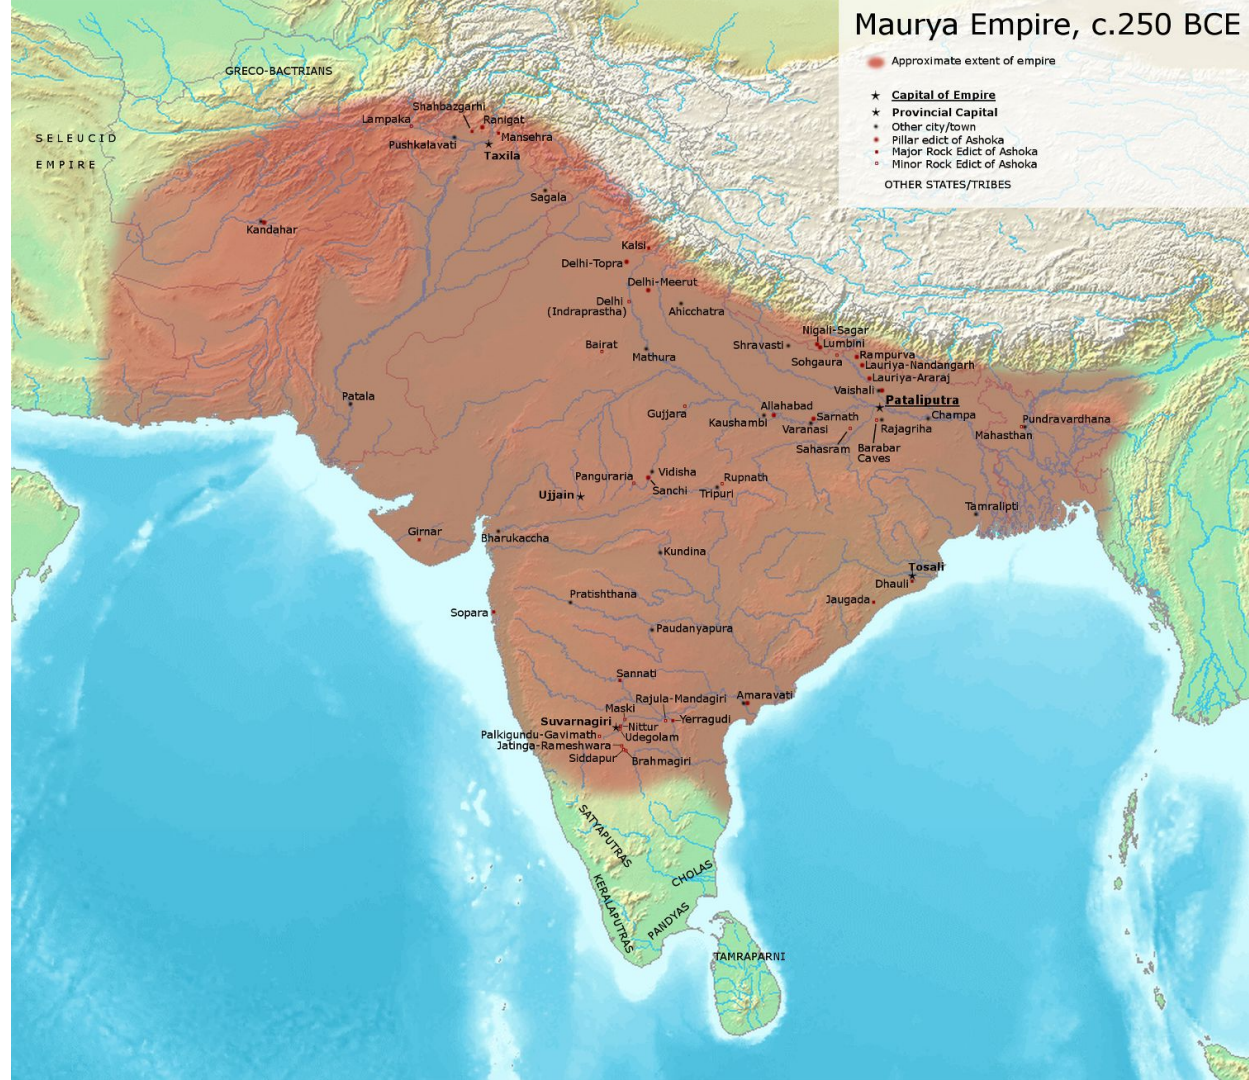 Maurya Empire, c.250 BCE
Approximate extent of empire
Capital of Empire
Provincial Capital
Other city/town
Pillar edict of Ashoka
Major Rock Edict of Ashoka
Minor Rock Edict of Ashoka
OTHER STATES/TRIBES
GRECO-BACTRIANS
SELEUCID
EMPIRE
Shahbazgarhi
Lampaka
Ranigat
Mansehra
Pushkalavati
Taxila
Sagala
Kandahar
Kalsi
Delhi-Topra
Delhi-Meerut
Delhi
(Indraprastha)
Ahicchatra
Bairat
Mathura
Shravasti
Nigali-Sagar
Lumbini
Sohgaura
Rampurva
Lauriya-Nandangarh
Lauriya-Araraj
Vaishali
Pataliputra
Patala
Gujjara
Allahabad
Kaushambi
Sarnath
Varanasi
Rajagriha
Champa
Pundravardhana
Mahasthan
Sahasram
Barabar
Caves
Panguraria
Vidisha
Sanchi
Rupnath
Tripuri
Ujjain
Tamralipti
Girnar
Bharukaccha
Kundina
Tosali
Dhauli
Jaugada
Pratishthana
Sopara
Paudanyapura
Sannati
Rajula-Mandagiri
Amaravati
Maski
Suvarnagiri
Nittur
Yerragudi
Palkigundu-Gavimath
Udegolam
Jatinga-Rameshwara
Siddapur
Brahmagiri
SATYAPUTRAS
CHOLAS
KERALAPUTRAS
PANDYAS
TAMRAPARNI